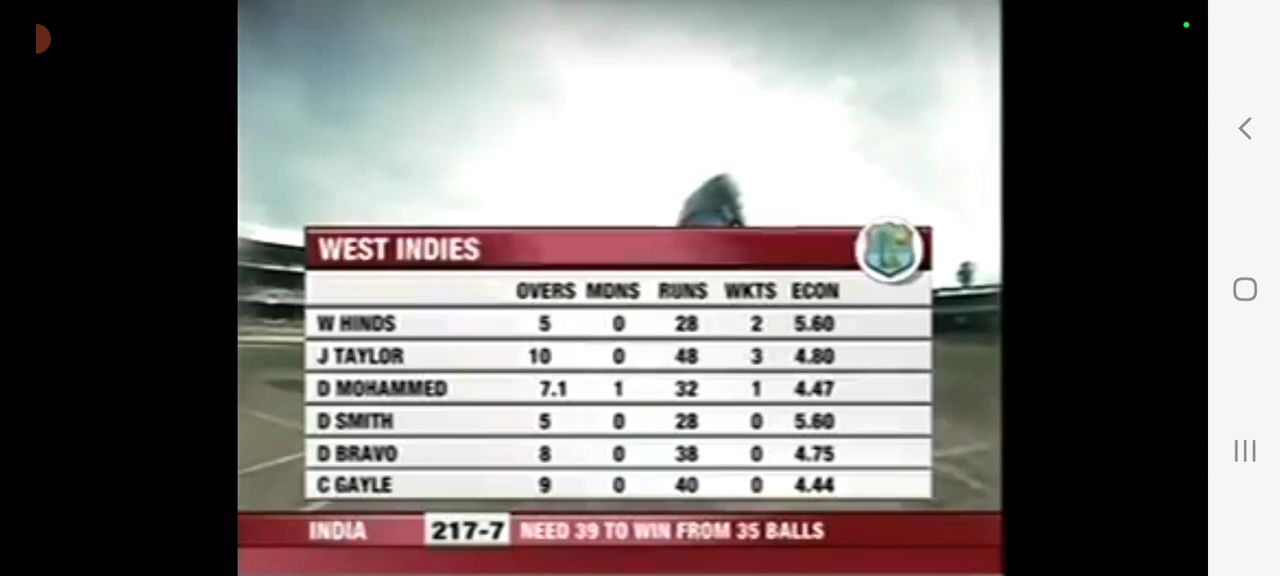 WEST INDIES
OVERS MDNS RUNS WKTS ECON
W HINDS 5 0 28 2 5.60
J TAYLOR 10 0 48 3 4.80
D MOHAMMED 7.1 1 32 1 4.47
D SMITH 5 0 28 0 5.60
D BRAVO 8 0 38 0 4.75
C GAYLE 9 0 40 0 4.44
INDIA 217-7 NEED 39 TO WIN FROM 35 BALLS